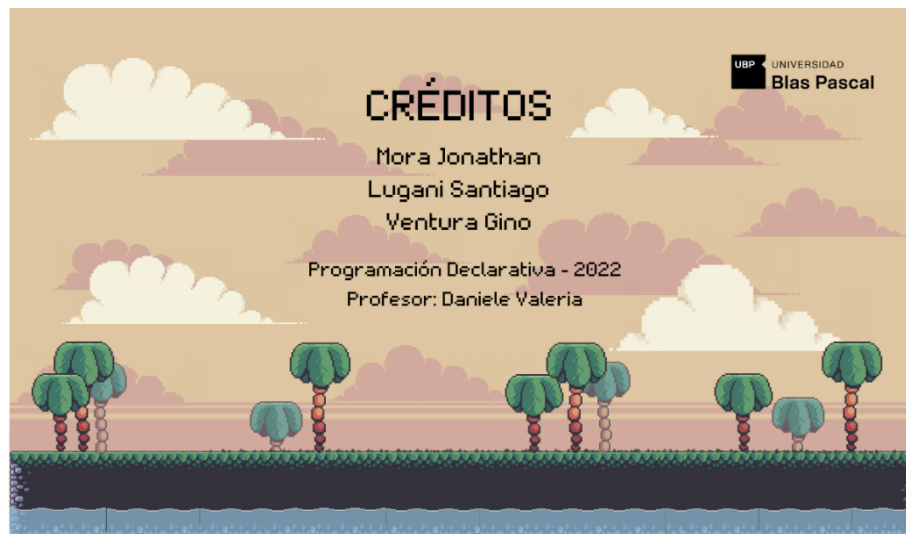 UBP UNIVERSIDAD
Blas Pascal
CRÉDITOS
Mora Jonathan
Lugani Santiago
Ventura Gino
Programación Declarativa - 2022
Profesor: Daniele Valeria